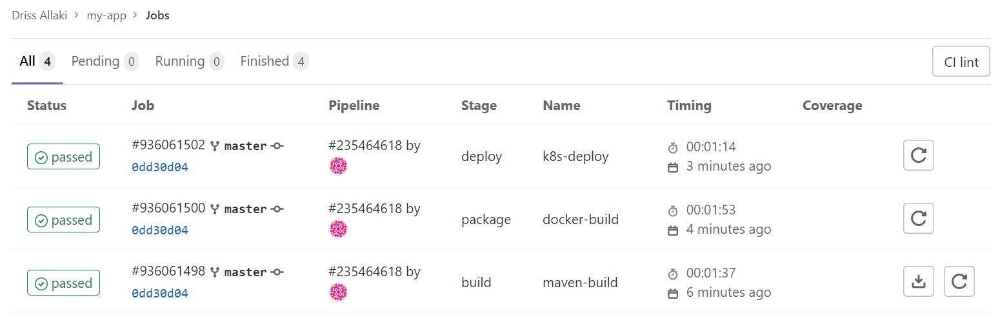 Driss Allaki > my-app > Jobs
All 4 Pending 0 Running 0 Finished 4 CI lint
Status Job Pipeline Stage Name Timing Coverage
passed #936061502 master 0dd30d04 #235464618 by deploy k8s-deploy 00:01:14 3 minutes ago
passed #936061500 master 0dd30d04 #235464618 by package docker-build 00:01:53 4 minutes ago
passed #936061498 master 0dd30d04 #235464618 by build maven-build 00:01:37 6 minutes ago